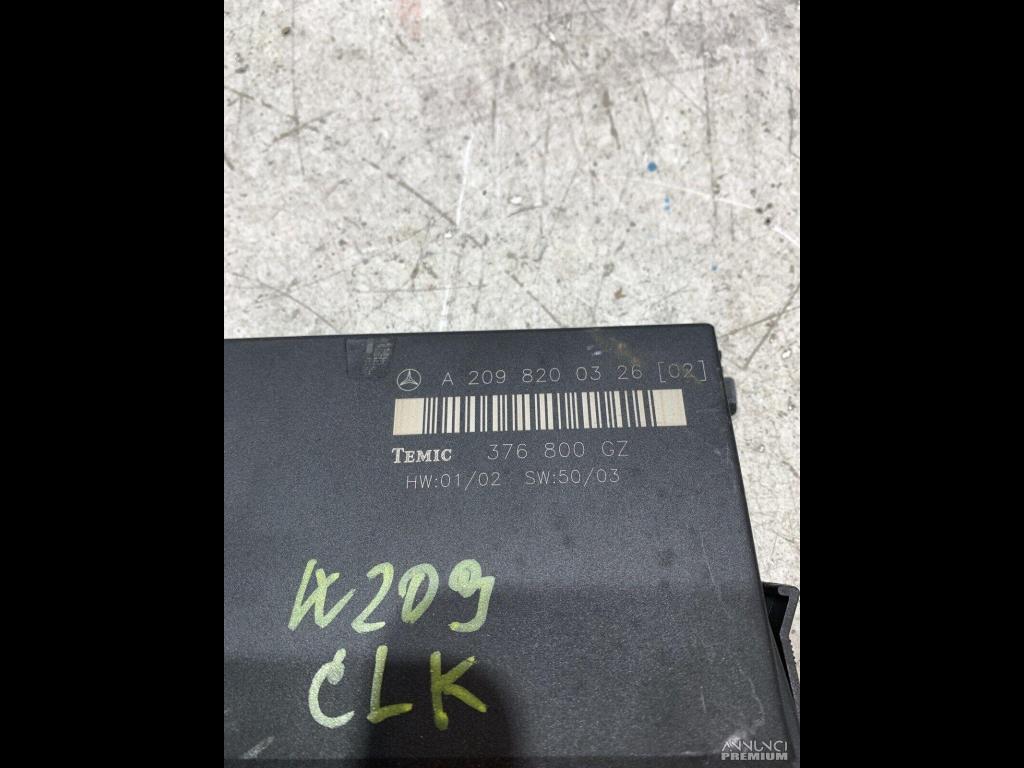 A 209 820 03 26 [02]
TEMIC 376 800 GZ
HW:01/02 SW:50/03
W209
CLK
ANNUNCI
PREMIUM